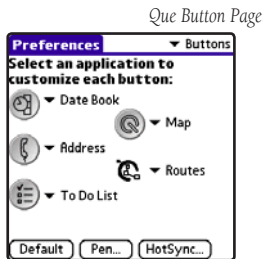 Que Button Page
Preferences
Buttons
Select an application to
customize each button:
Date Book
Map
Address
Routes
To Do List
Default
Pen...
HotSync...